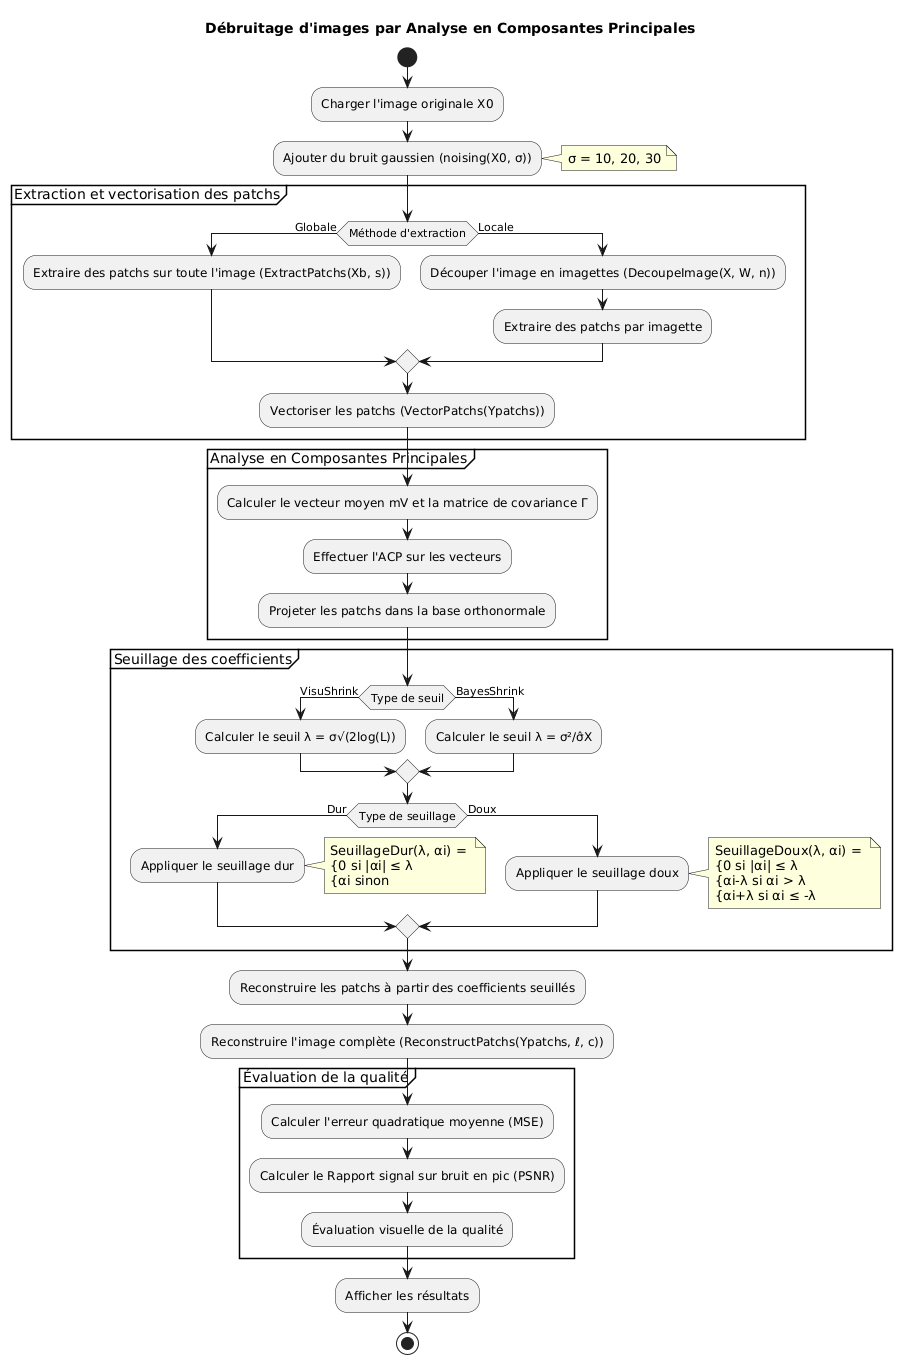 Débruitage d'images par Analyse en Composantes Principales
Charger l'image originale X0
Ajouter du bruit gaussien (noising(X0, σ))
σ = 10, 20, 30
Extraction et vectorisation des patchs
Globale
Méthode d'extraction
Locale
Extraire des patchs sur toute l'image (ExtractPatchs(Xb, s))
Découper l'image en imagettes (DecoupeImage(X, W, n))
Extraire des patchs par imagette
Vectoriser les patchs (VectorPatchs(Ypatchs))
Analyse en Composantes Principales
Calculer le vecteur moyen mV et la matrice de covariance Γ
Effectuer l'ACP sur les vecteurs
Projeter les patchs dans la base orthonormale
Seuillage des coefficients
VisuShrink
Type de seuil
BayesShrink
Calculer le seuil λ = σ√(2log(L))
Calculer le seuil λ = σ²/σ̂X
Dur
Type de seuillage
Doux
Appliquer le seuillage dur
SeuillageDur(λ, αi) =
{0 si |αi| ≤ λ
{αi sinon
Appliquer le seuillage doux
SeuillageDoux(λ, αi) =
{0 si |αi| ≤ λ
{αi-λ si αi > λ
{αi+λ si αi ≤ -λ
Reconstruire les patchs à partir des coefficients seuillés
Reconstruire l'image complète (ReconstructPatchs(Ypatchs, ℓ, c))
Évaluation de la qualité
Calculer l'erreur quadratique moyenne (MSE)
Calculer le Rapport signal sur bruit en pic (PSNR)
Évaluation visuelle de la qualité
Afficher les résultats